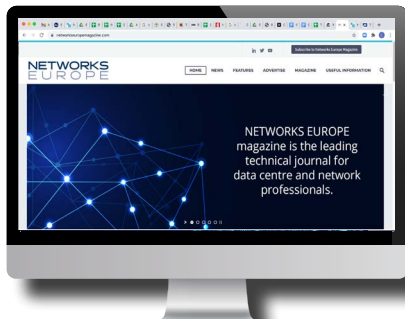 networkseuropemagazine.com
Subscribe to Networks Europe Magazine
NETWORKS
EUROPE
HOME NEWS FEATURES ADVERTISE MAGAZINE USEFUL INFORMATION
NETWORKS EUROPE
magazine is the leading
technical journal for
data centre and network
professionals.